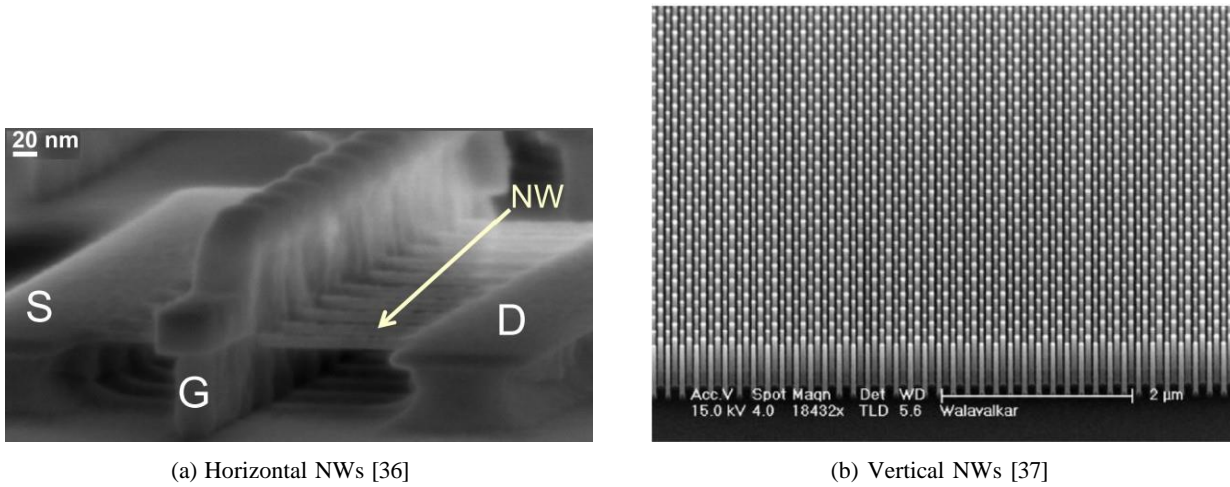 20 nm
NW
S
D
G
Acc.V Spot Magn Det WD 2 µm
15.0 kV 4.0 18432x TLD 5.6 Walavalkar
(a) Horizontal NWs [36]
(b) Vertical NWs [37]